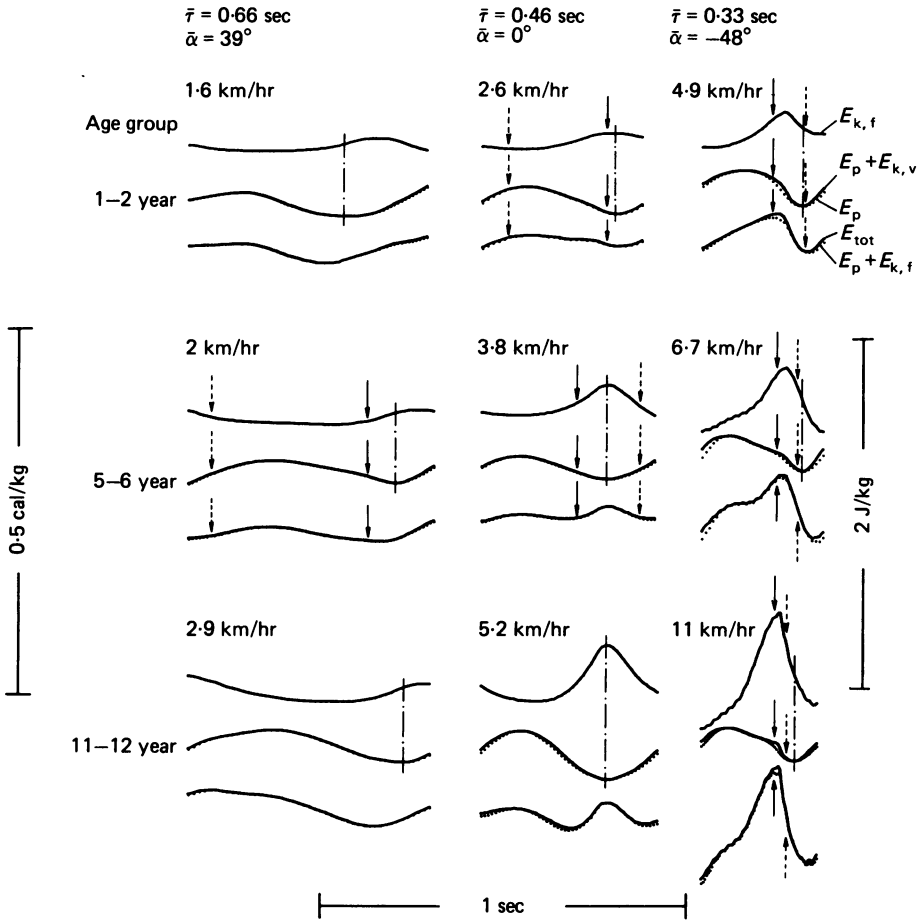 τ̄ = 0·66 sec
ᾱ = 39°
τ̄ = 0·46 sec
ᾱ = 0°
τ̄ = 0·33 sec
ᾱ = −48°
1·6 km/hr
2·6 km/hr
4·9 km/hr
Age group
1–2 year
E_k, f
E_p + E_k, v
E_p
E_tot
E_p + E_k, f
2 km/hr
3·8 km/hr
6·7 km/hr
5–6 year
0·5 cal/kg
2 J/kg
2·9 km/hr
5·2 km/hr
11 km/hr
11–12 year
1 sec